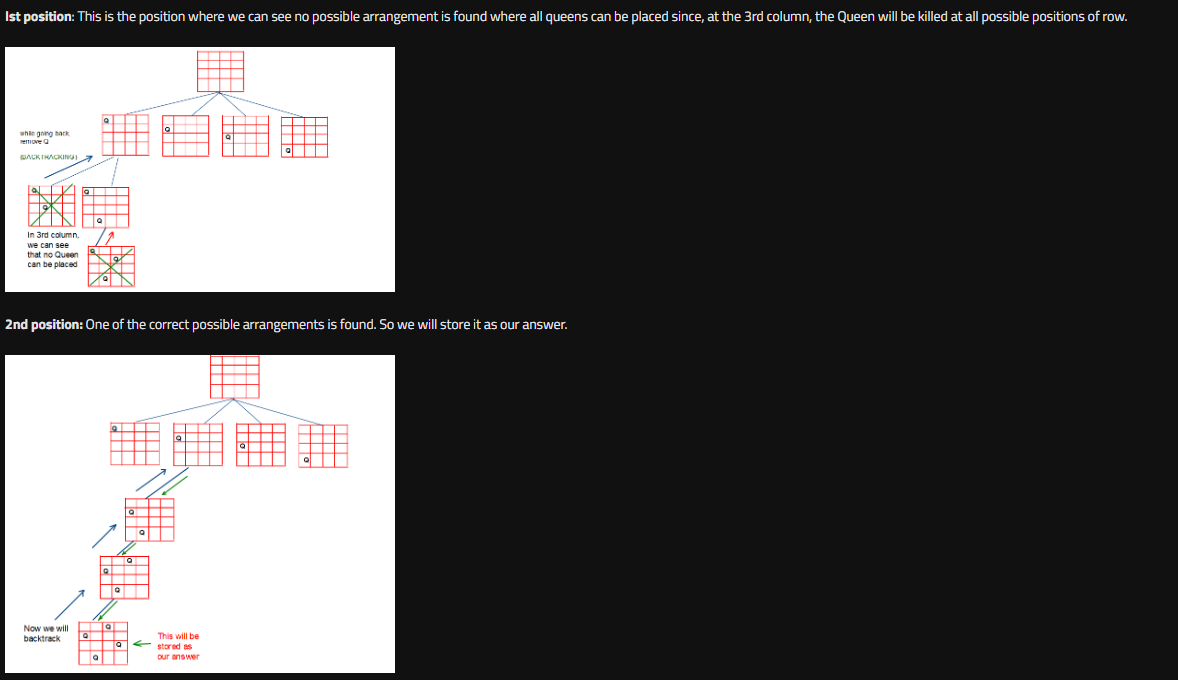 Ist position: This is the position where we can see no possible arrangement is found where all queens can be placed since, at the 3rd column, the Queen will be killed at all possible positions of row.
Q
Q
Q
Q
while going back,
remove Q
(BACKTRACKING)
Q
Q
Q
Q
In 3rd column,
we can see
that no Queen
can be placed
Q
Q
Q
2nd position: One of the correct possible arrangements is found. So we will store it as our answer.
Q
Q
Q
Q
Q
Q
Q
Q
Q
Now we will
backtrack
Q
Q
Q
Q
This will be
stored as
our answer